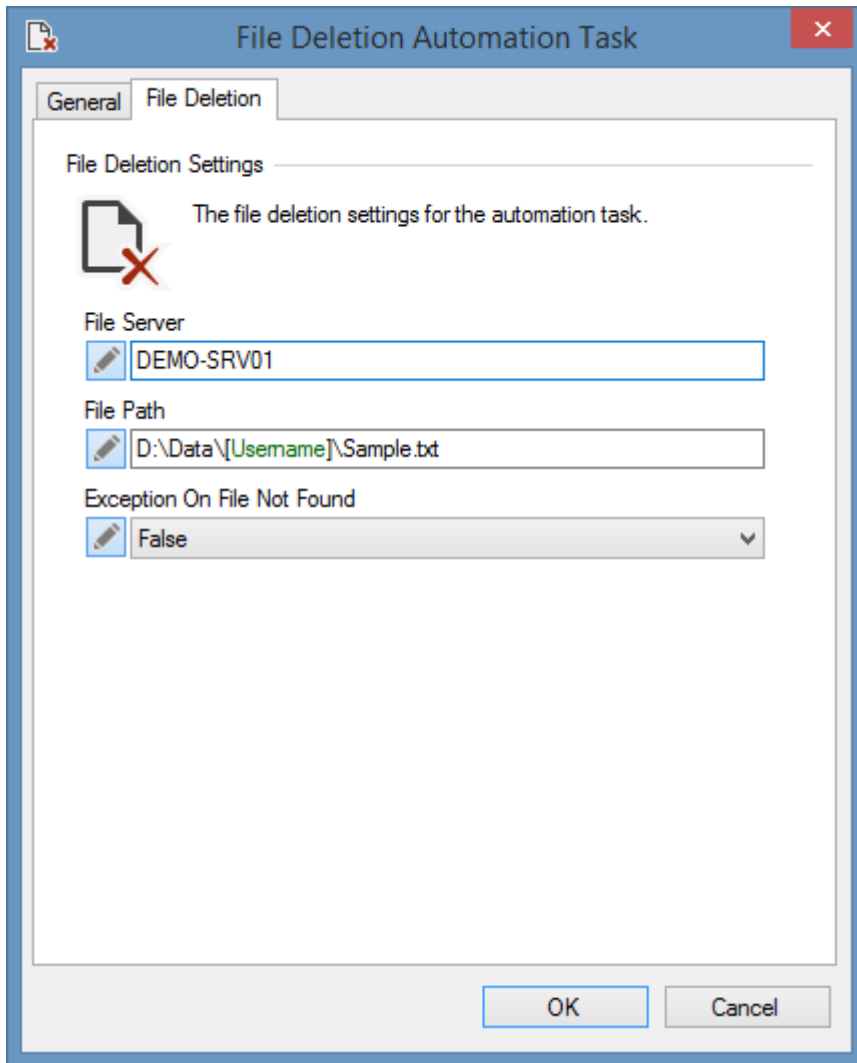 File Deletion Automation Task
General
File Deletion
File Deletion Settings
The file deletion settings for the automation task.
File Server
DEMO-SRV01
File Path
D:\Data\[Username]\Sample.txt
Exception On File Not Found
False
OK
Cancel